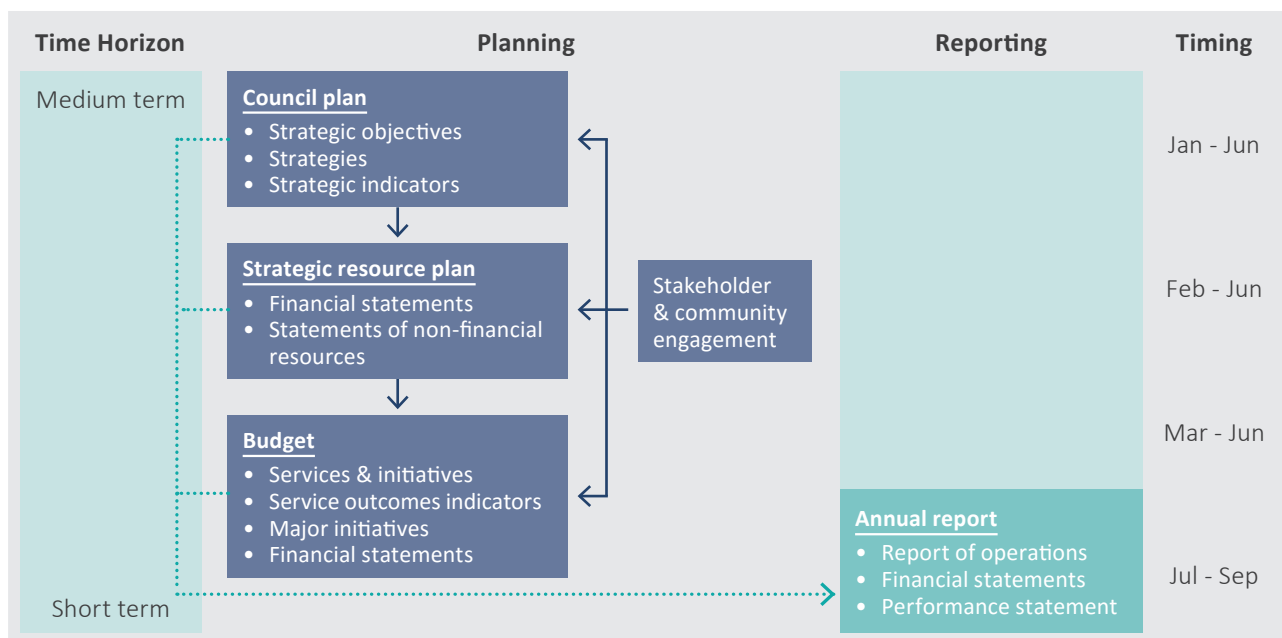 Time Horizon
Planning
Reporting
Timing
Medium term
Short term
Council plan
• Strategic objectives
• Strategies
• Strategic indicators
Strategic resource plan
• Financial statements
• Statements of non-financial
resources
Budget
• Services & initiatives
• Service outcomes indicators
• Major initiatives
• Financial statements
Stakeholder
& community
engagement
Annual report
• Report of operations
• Financial statements
• Performance statement
Jan - Jun
Feb - Jun
Mar - Jun
Jul - Sep